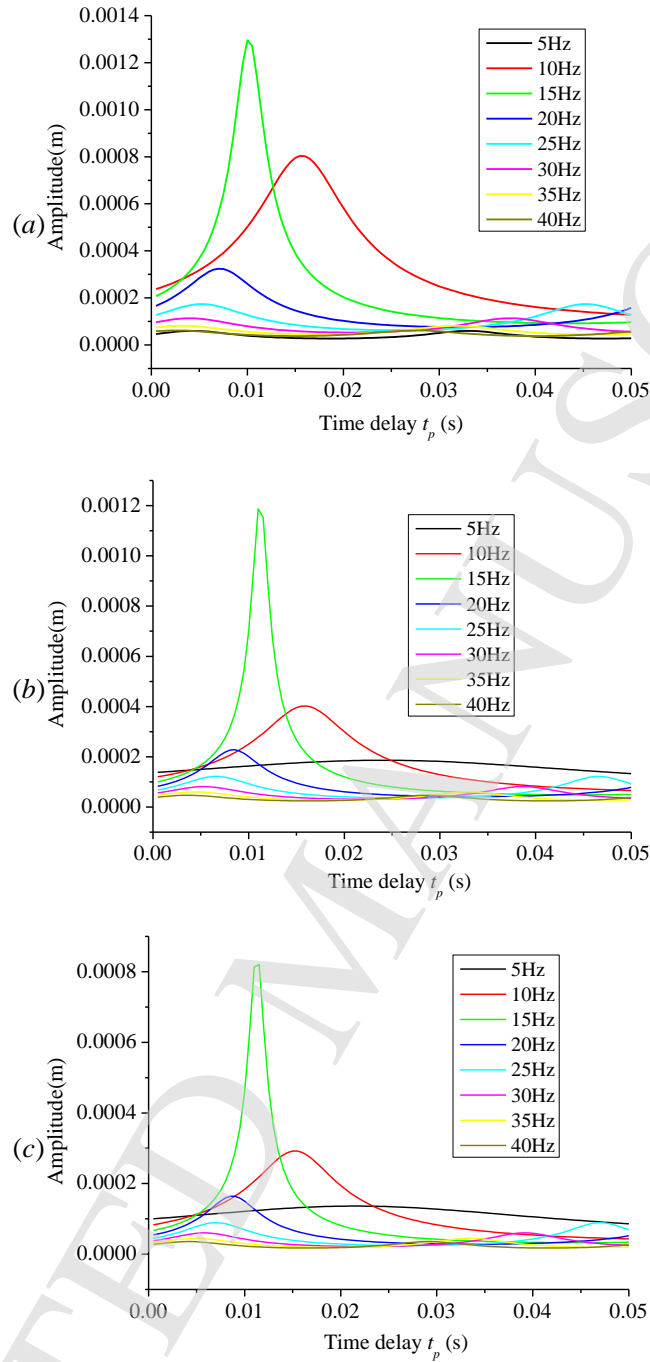 0.0014
0.0012
0.0010
0.0008
0.0006
0.0004
0.0002
0.0000
Amplitude(m)
(a)
5Hz
10Hz
15Hz
20Hz
25Hz
30Hz
35Hz
40Hz
0.00 0.01 0.02 0.03 0.04 0.05
Time delay t_p (s)
0.0012
0.0010
0.0008
0.0006
0.0004
0.0002
0.0000
Amplitude(m)
(b)
5Hz
10Hz
15Hz
20Hz
25Hz
30Hz
35Hz
40Hz
0.00 0.01 0.02 0.03 0.04 0.05
Time delay t_p (s)
0.0008
0.0006
0.0004
0.0002
0.0000
Amplitude(m)
(c)
5Hz
10Hz
15Hz
20Hz
25Hz
30Hz
35Hz
40Hz
0.00 0.01 0.02 0.03 0.04 0.05
Time delay t_p (s)
TED MANUSC